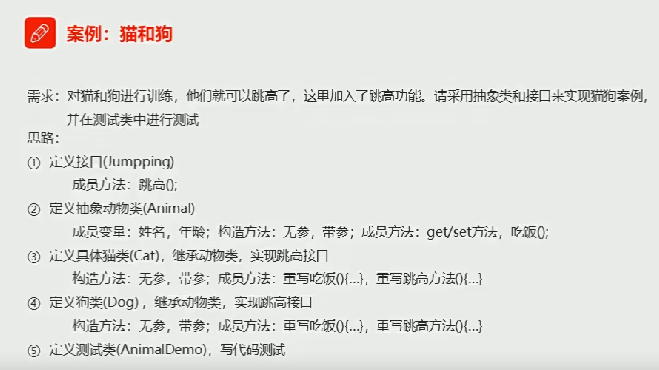 案例：猫和狗
需求：对猫和狗进行训练，他们就可以跳高了，这里加入了跳高功能。请采用抽象类和接口来实现猫狗案例，
并在测试类中进行测试
思路：
① 定义接口(Jumpping)
成员方法：跳高();
② 定义抽象动物类(Animal)
成员变量：姓名，年龄；构造方法：无参，带参；成员方法：get/set方法，吃饭();
③ 定义具体猫类(Cat)，继承动物类，实现跳高接口
构造方法：无参，带参；成员方法：重写吃饭(){...}，重写跳高方法(){...}
④ 定义狗类(Dog)，继承动物类，实现跳高接口
构造方法：无参，带参；成员方法：重写吃饭(){...}，重写跳高方法(){...}
⑤ 定义测试类(AnimalDemo)，写代码测试